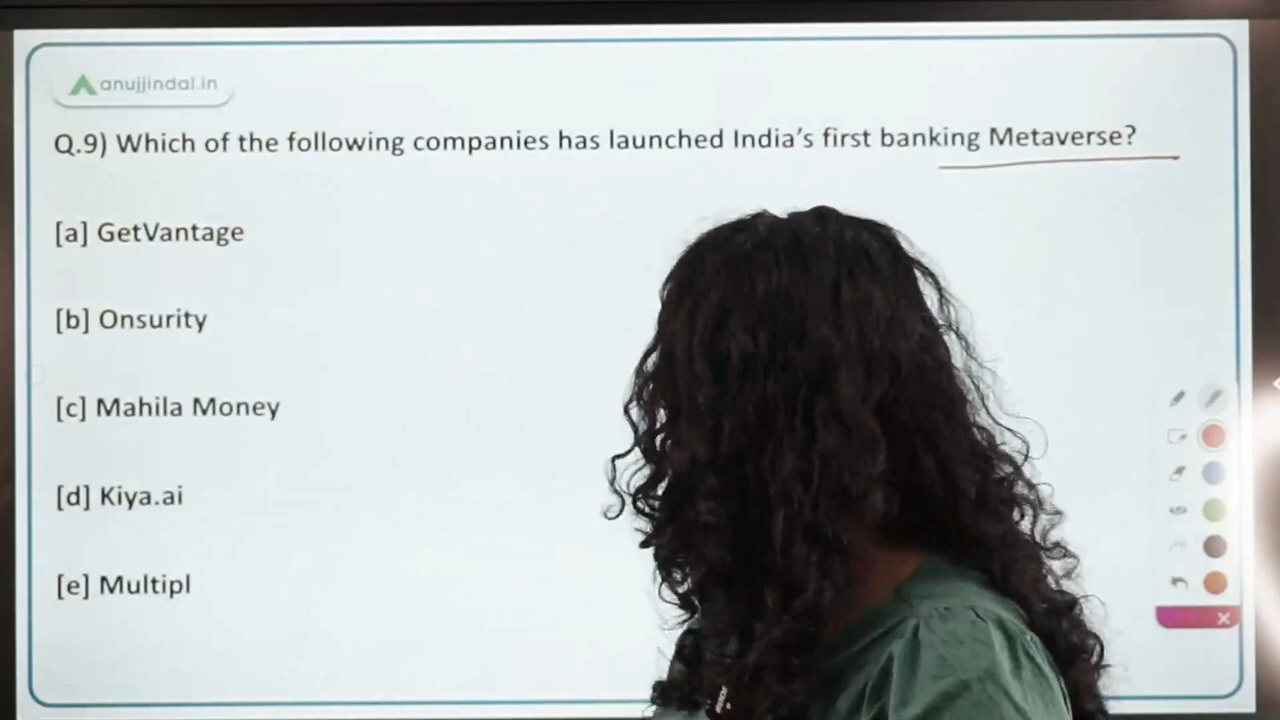 anujjindal.in
Q.9) Which of the following companies has launched India's first banking Metaverse?
[a] GetVantage
[b] Onsurity
[c] Mahila Money
[d] Kiya.ai
[e] Multipl